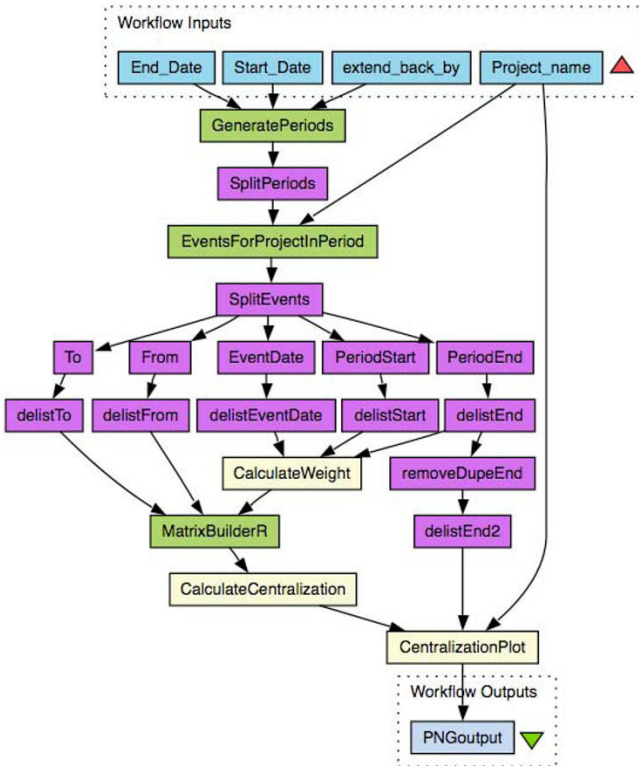 Workflow Inputs
End_Date Start_Date extend_back_by Project_name
GeneratePeriods
SplitPeriods
EventsForProjectInPeriod
SplitEvents
To From EventDate PeriodStart PeriodEnd
delistTo delistFrom delistEventDate delistStart delistEnd
CalculateWeight removeDupeEnd
MatrixBuilderR delistEnd2
CalculateCentralization
CentralizationPlot
Workflow Outputs
PNGoutput